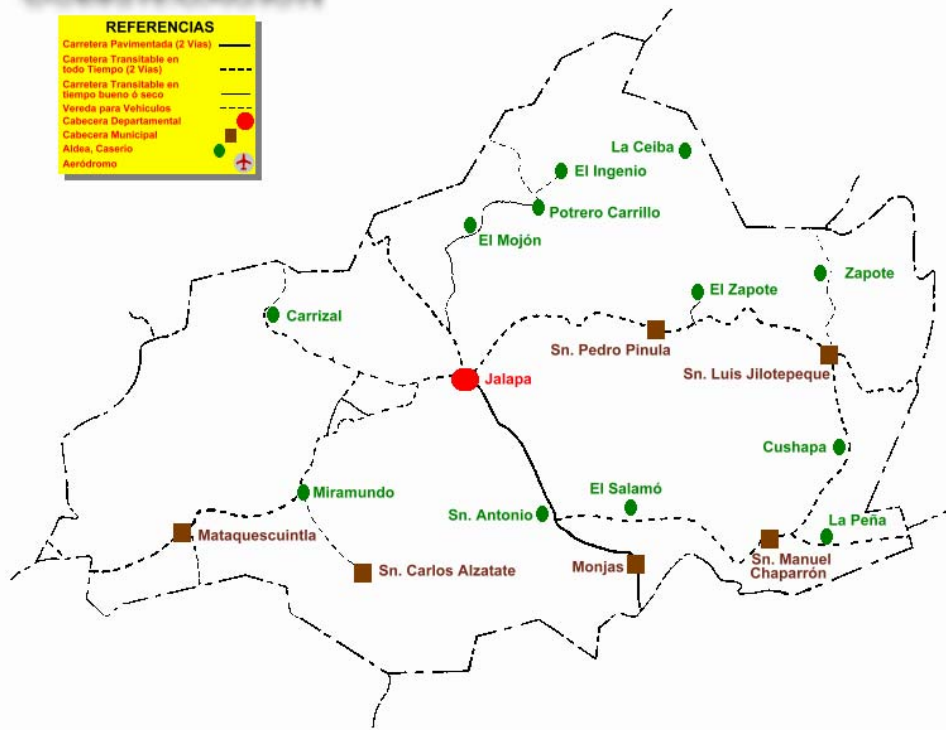 REFERENCIAS
Carretera Pavimentada (2 Vias)
Carretera Transitable en
todo Tiempo (2 Vias)
Carretera Transitable en
tiempo bueno ó seco
Vereda para Vehículos
Cabecera Departamental
Cabecera Municipal
Aldea, Caserio
Aeródromo
La Ceiba
El Ingenio
Potrero Carrillo
El Mojón
Zapote
El Zapote
Carrizal
Sn. Pedro Pinula
Sn. Luis Jilotepeque
Jalapa
Cushapa
Miramundo
El Salamó
Sn. Antonio
La Peña
Mataquescuintla
Sn. Carlos Alzatate
Monjas
Sn. Manuel
Chaparrón